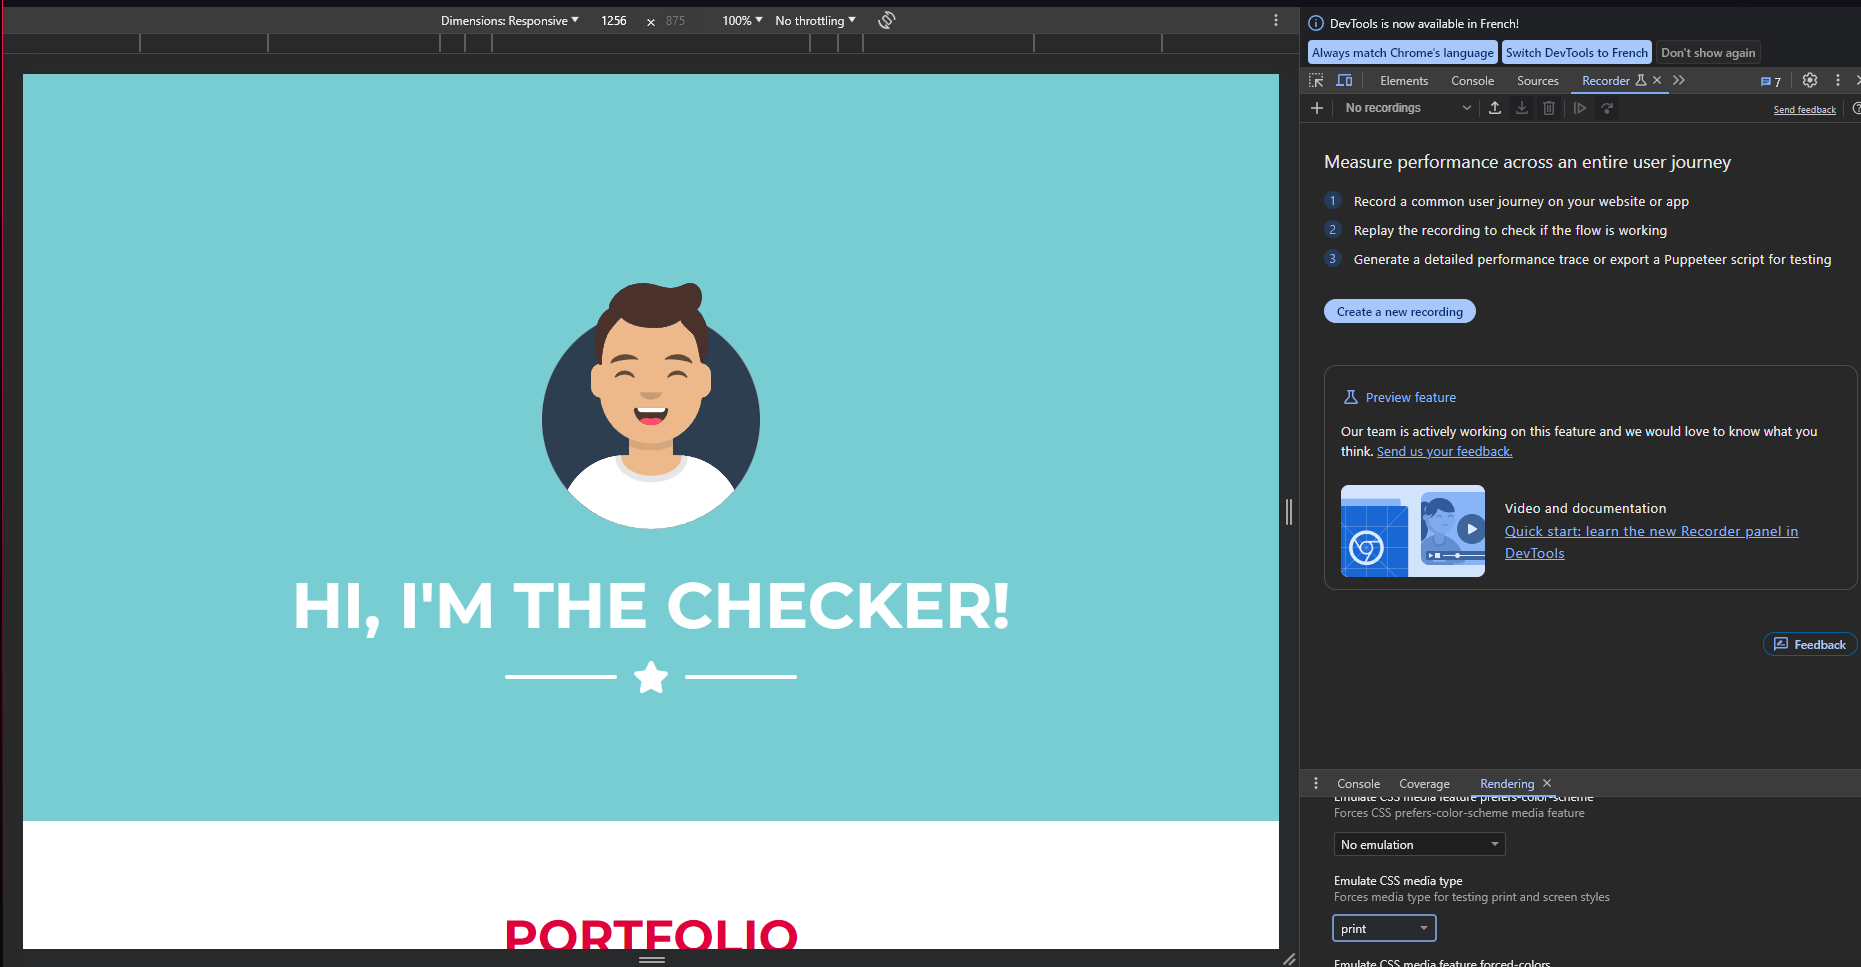 Dimensions: Responsive 1256 × 875 100% No throttling
DevTools is now available in French!
Always match Chrome's language Switch DevTools to French Don't show again
Elements Console Sources Recorder 7
No recordings Send feedback
Measure performance across an entire user journey
1 Record a common user journey on your website or app
2 Replay the recording to check if the flow is working
3 Generate a detailed performance trace or export a Puppeteer script for testing
Create a new recording
Preview feature
Our team is actively working on this feature and we would love to know what you
think. Send us your feedback.
Video and documentation
Quick start: learn the new Recorder panel in
DevTools
Feedback
HI, I'M THE CHECKER!
PORTFOLIO
Console Coverage Rendering
Emulate CSS media feature prefers-color-scheme
Forces CSS prefers-color-scheme media feature
No emulation
Emulate CSS media type
Forces media type for testing print and screen styles
print
Emulate CSS media feature forced-colors